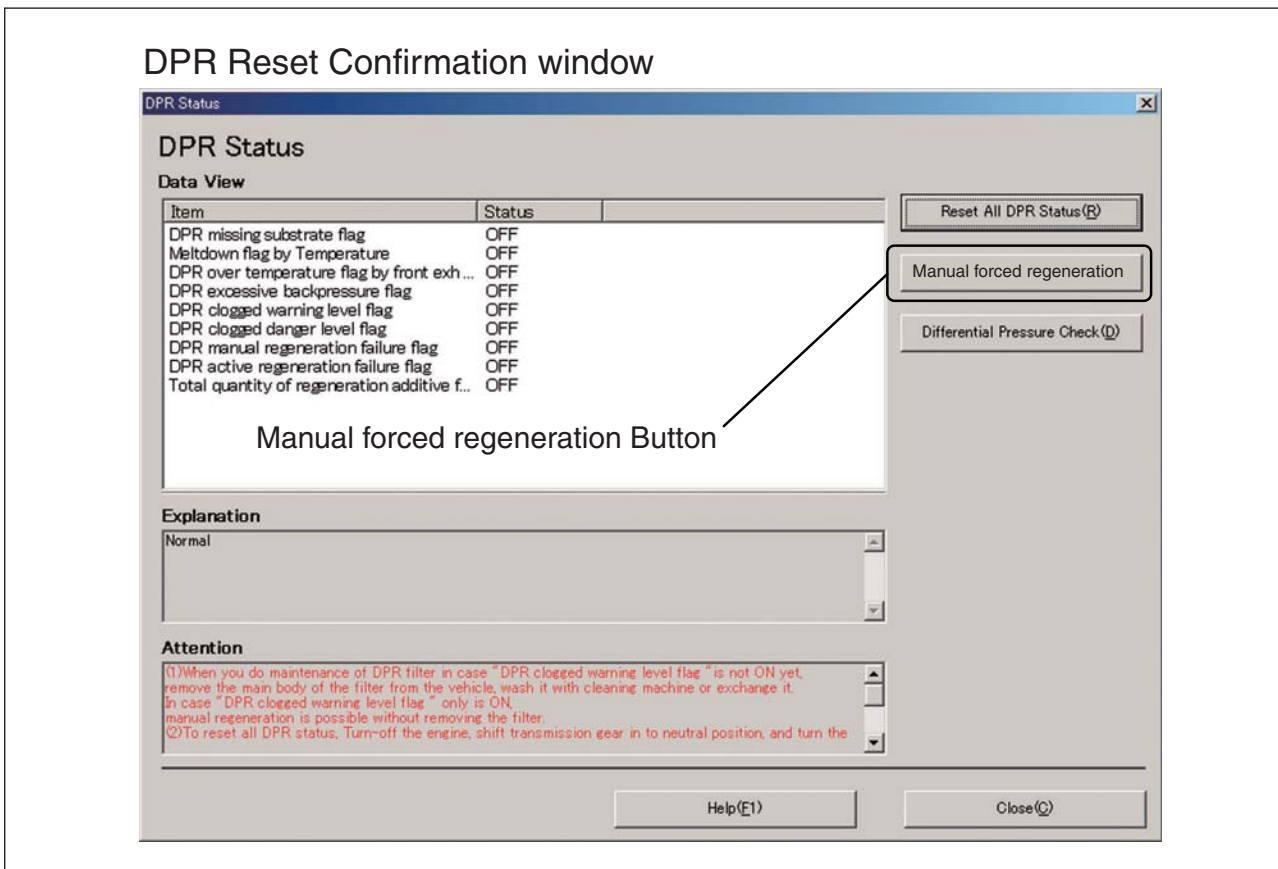 DPR Reset Confirmation window
DPR Status
DPR Status
Data View
Item Status
DPR missing substrate flag OFF
Meltdown flag by Temperature OFF
DPR over temperature flag by front exh ... OFF
DPR excessive backpressure flag OFF
DPR clogged warning level flag OFF
DPR clogged danger level flag OFF
DPR manual regeneration failure flag OFF
DPR active regeneration failure flag OFF
Total quantity of regeneration additive f... OFF
Reset All DPR Status(R)
Manual forced regeneration
Differential Pressure Check(D)
Manual forced regeneration Button
Explanation
Normal
Attention
(1)When you do maintenance of DPR filter in case "DPR clogged warning level flag "is not ON yet,
remove the main body of the filter from the vehicle, wash it with cleaning machine or exchange it.
In case "DPR clogged warning level flag " only is ON,
manual regeneration is possible without removing the filter.
(2)To reset all DPR status, Turn-off the engine, shift transmission gear in to neutral position, and turn the
Help(F1)
Close(C)